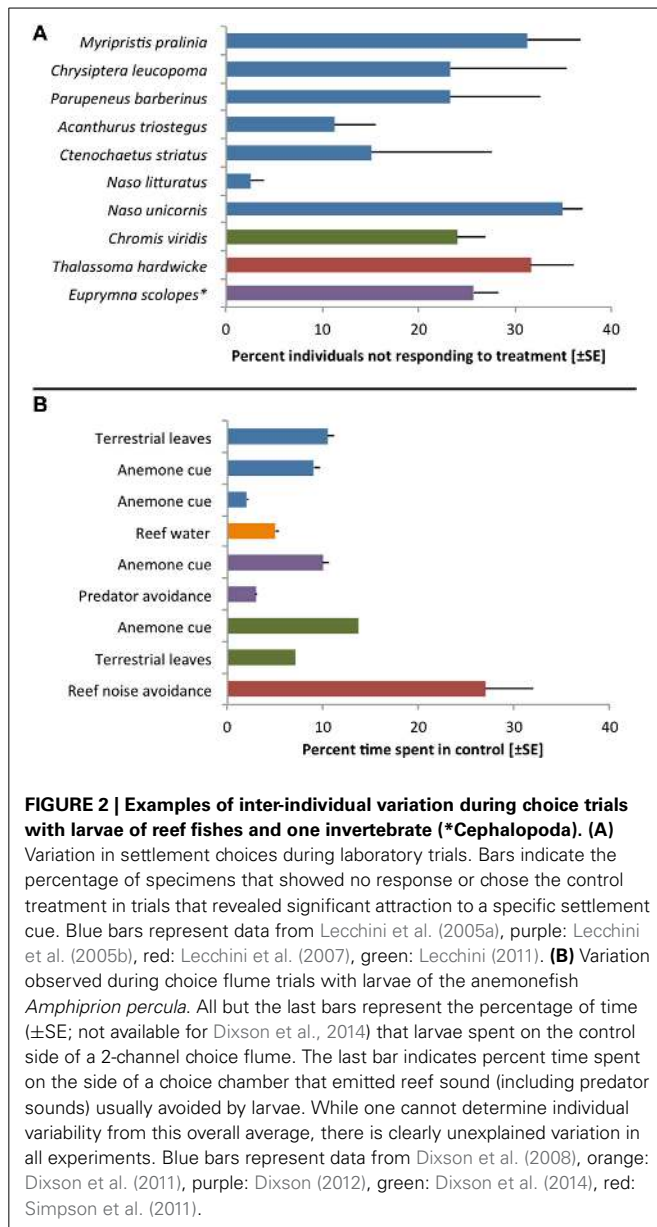 A
Myripristis pralinia
Chrysiptera leucopoma
Parupeneus barberinus
Acanthurus triostegus
Ctenochaetus striatus
Naso litturatus
Naso unicornis
Chromis viridis
Thalassoma hardwicke
Euprymna scolopes*
0 10 20 30 40
Percent individuals not responding to treatment [±SE]
B
Terrestrial leaves
Anemone cue
Anemone cue
Reef water
Anemone cue
Predator avoidance
Anemone cue
Terrestrial leaves
Reef noise avoidance
0 10 20 30 40
Percent time spent in control [±SE]
FIGURE 2 | Examples of inter-individual variation during choice trials
with larvae of reef fishes and one invertebrate (*Cephalopoda). (A)
Variation in settlement choices during laboratory trials. Bars indicate the
percentage of specimens that showed no response or chose the control
treatment in trials that revealed significant attraction to a specific settlement
cue. Blue bars represent data from Lecchini et al. (2005a), purple: Lecchini
et al. (2005b), red: Lecchini et al. (2007), green: Lecchini (2011). (B) Variation
observed during choice flume trials with larvae of the anemonefish
Amphiprion percula. All but the last bars represent the percentage of time
(±SE; not available for Dixson et al., 2014) that larvae spent on the control
side of a 2-channel choice flume. The last bar indicates percent time spent
on the side of a choice chamber that emitted reef sound (including predator
sounds) usually avoided by larvae. While one cannot determine individual
variability from this overall average, there is clearly unexplained variation in
all experiments. Blue bars represent data from Dixson et al. (2008), orange:
Dixson et al. (2011), purple: Dixson (2012), green: Dixson et al. (2014), red:
Simpson et al. (2011).